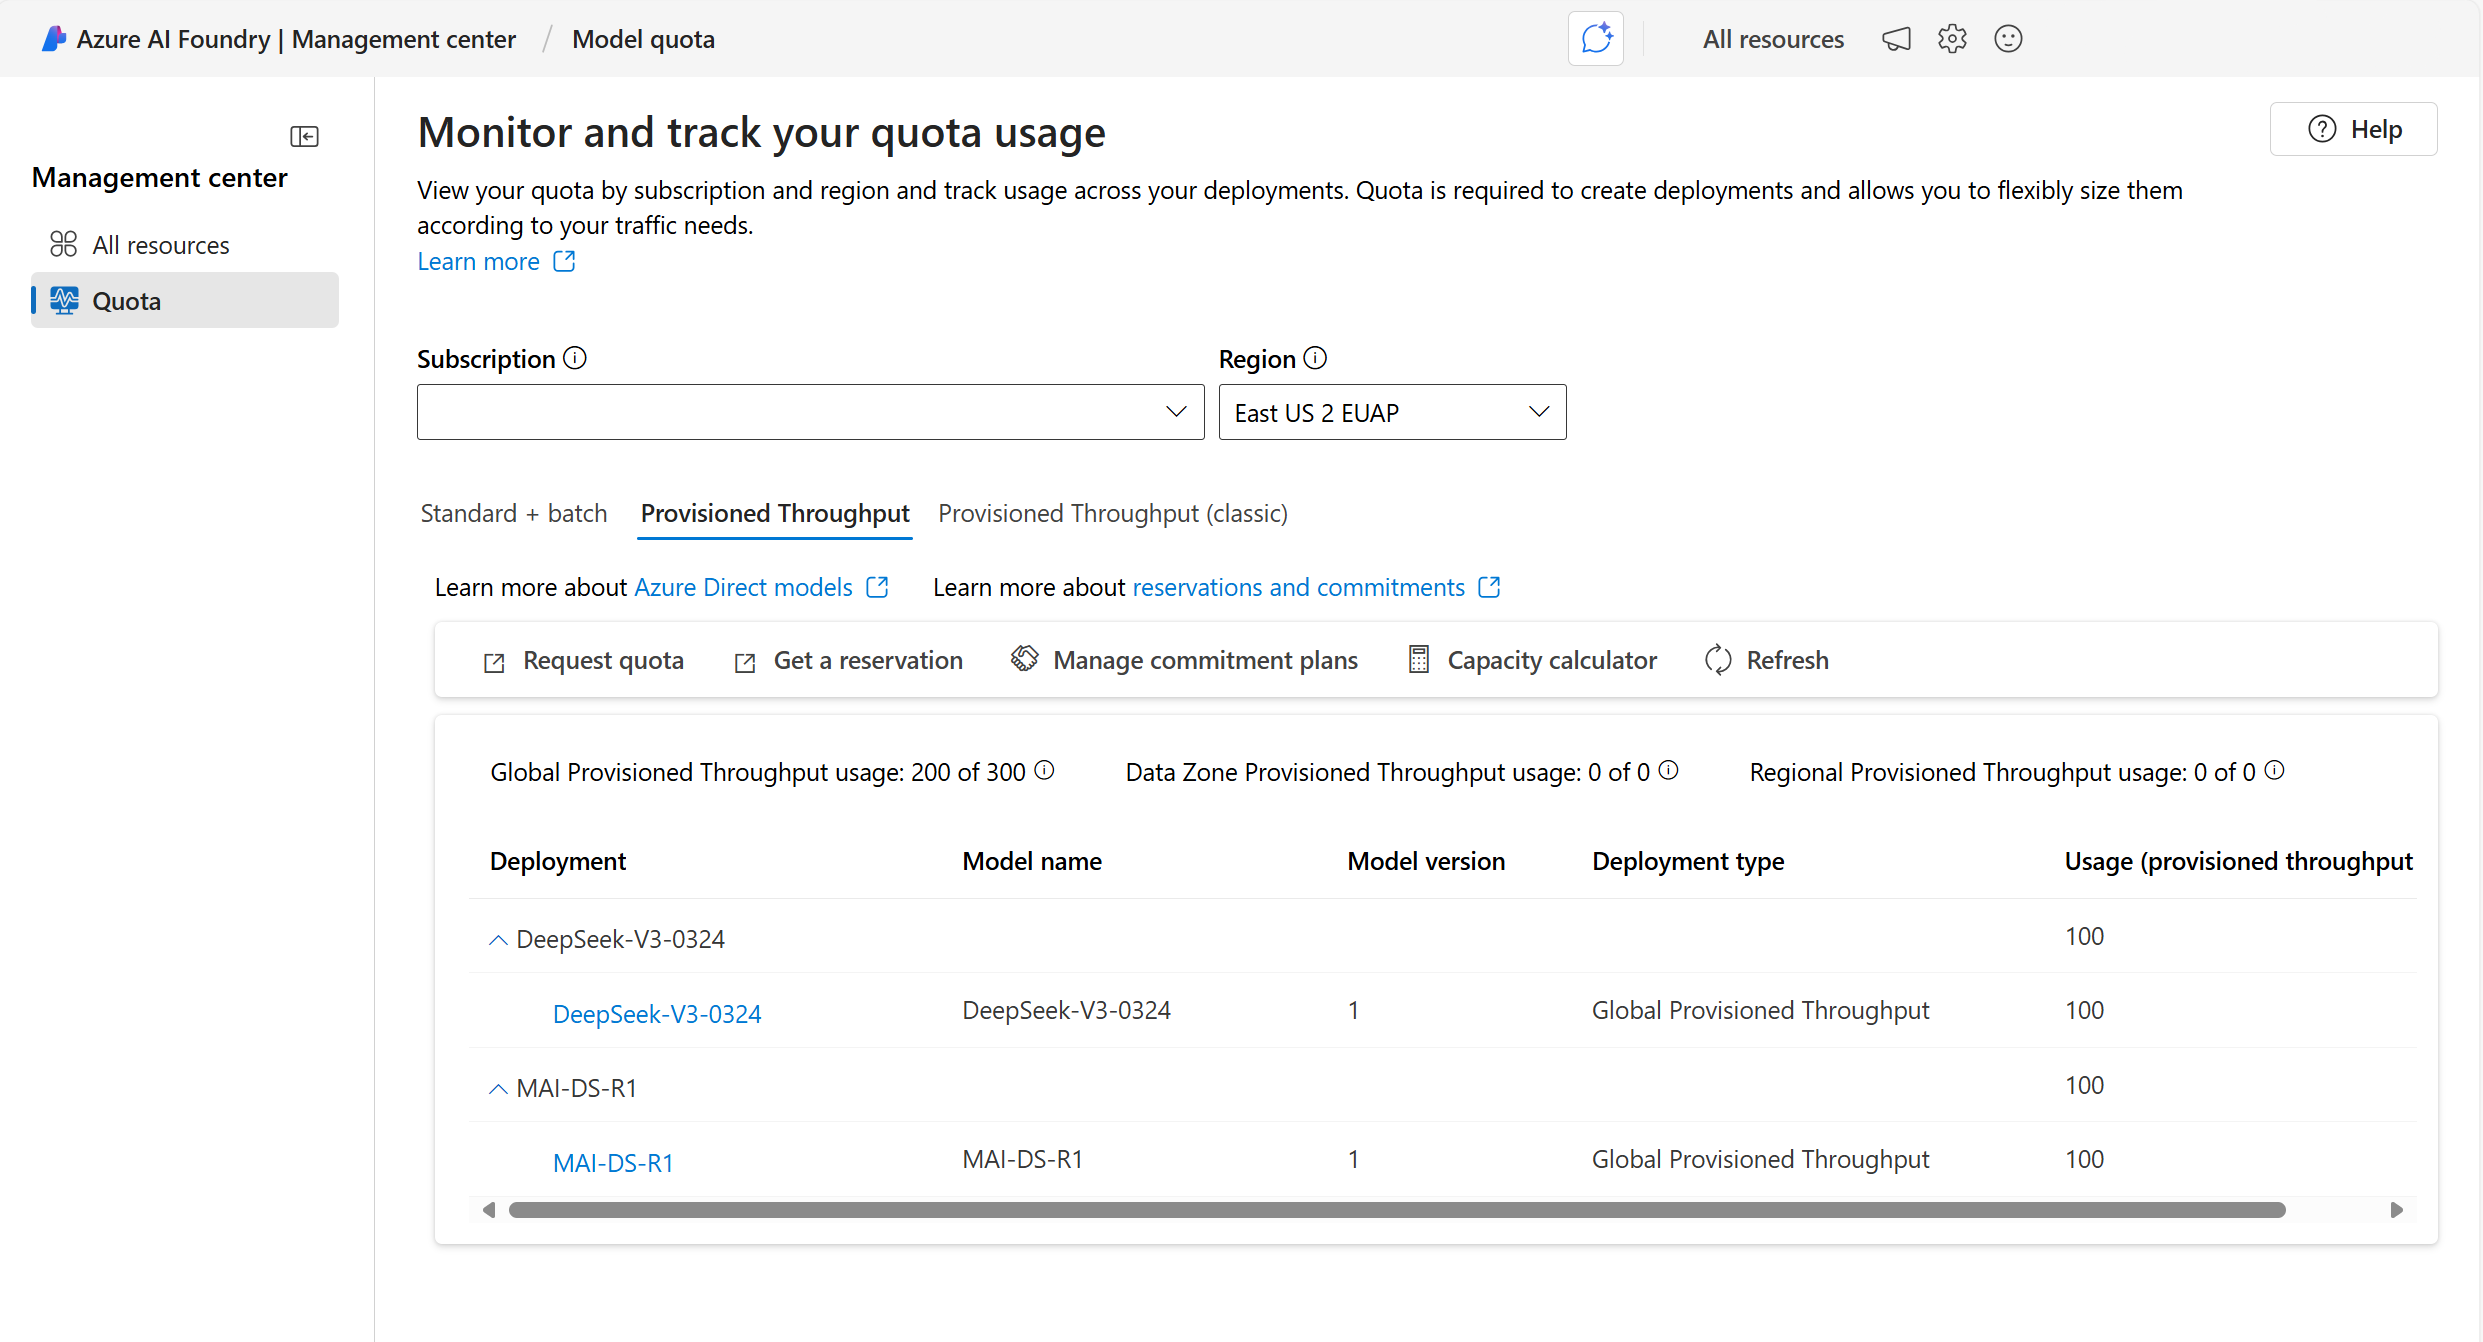 Azure AI Foundry | Management center / Model quota
All resources
Management center
All resources
Quota
Monitor and track your quota usage
Help
View your quota by subscription and region and track usage across your deployments. Quota is required to create deployments and allows you to flexibly size them
according to your traffic needs.
Learn more
Subscription
Region
East US 2 EUAP
Standard + batch
Provisioned Throughput
Provisioned Throughput (classic)
Learn more about Azure Direct models
Learn more about reservations and commitments
Request quota
Get a reservation
Manage commitment plans
Capacity calculator
Refresh
Global Provisioned Throughput usage: 200 of 300
Data Zone Provisioned Throughput usage: 0 of 0
Regional Provisioned Throughput usage: 0 of 0
Deployment Model name Model version Deployment type Usage (provisioned throughput
DeepSeek-V3-0324 100
DeepSeek-V3-0324 DeepSeek-V3-0324 1 Global Provisioned Throughput 100
MAI-DS-R1 100
MAI-DS-R1 MAI-DS-R1 1 Global Provisioned Throughput 100